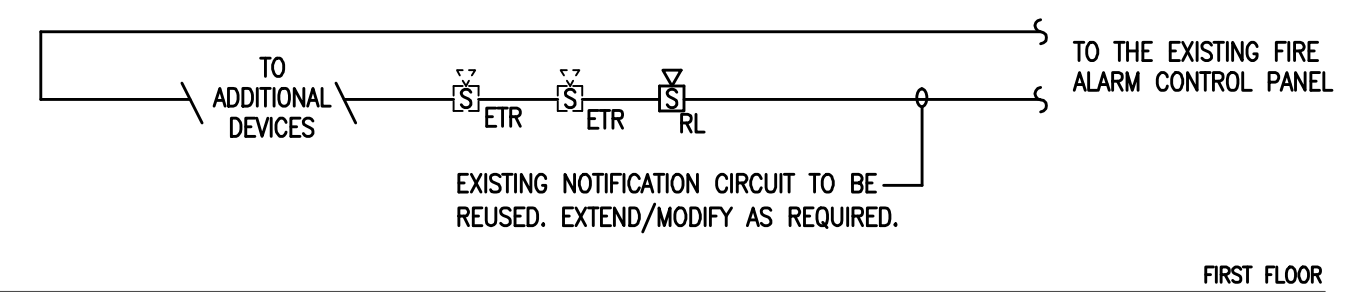 TO THE EXISTING FIRE
ALARM CONTROL PANEL
TO
ADDITIONAL
DEVICES
S
ETR
S
ETR
S
RL
EXISTING NOTIFICATION CIRCUIT TO BE
REUSED. EXTEND/MODIFY AS REQUIRED.
FIRST FLOOR